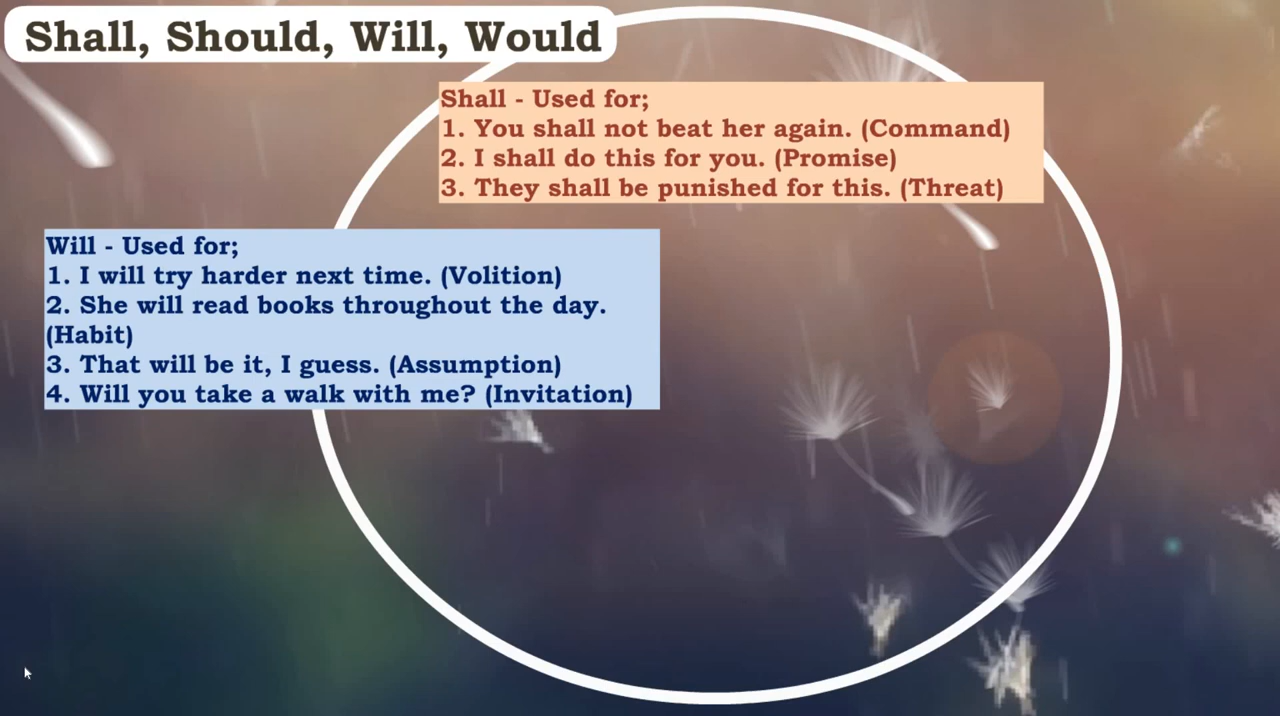 Shall, Should, Will, Would
Shall - Used for;
1. You shall not beat her again. (Command)
2. I shall do this for you. (Promise)
3. They shall be punished for this. (Threat)
Will - Used for;
1. I will try harder next time. (Volition)
2. She will read books throughout the day.
(Habit)
3. That will be it, I guess. (Assumption)
4. Will you take a walk with me? (Invitation)